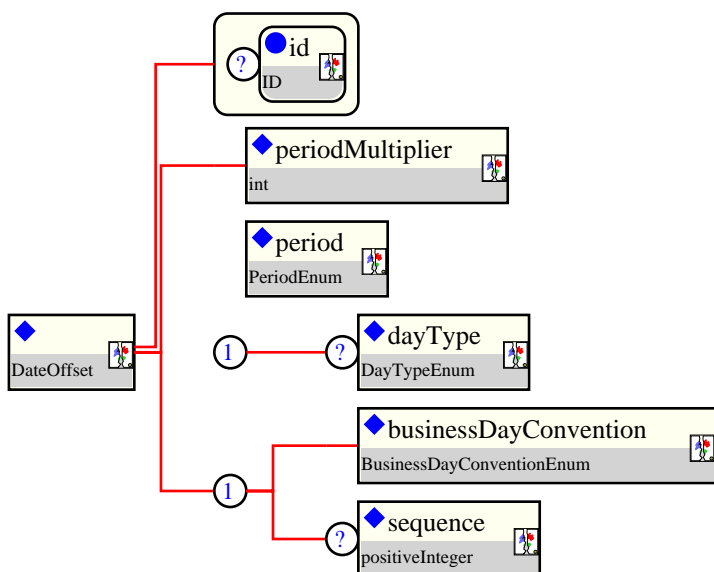 ? id
ID
periodMultiplier
int
period
PeriodEnum
DateOffset
1 ? dayType
DayTypeEnum
businessDayConvention
BusinessDayConventionEnum
1
? sequence
positiveInteger